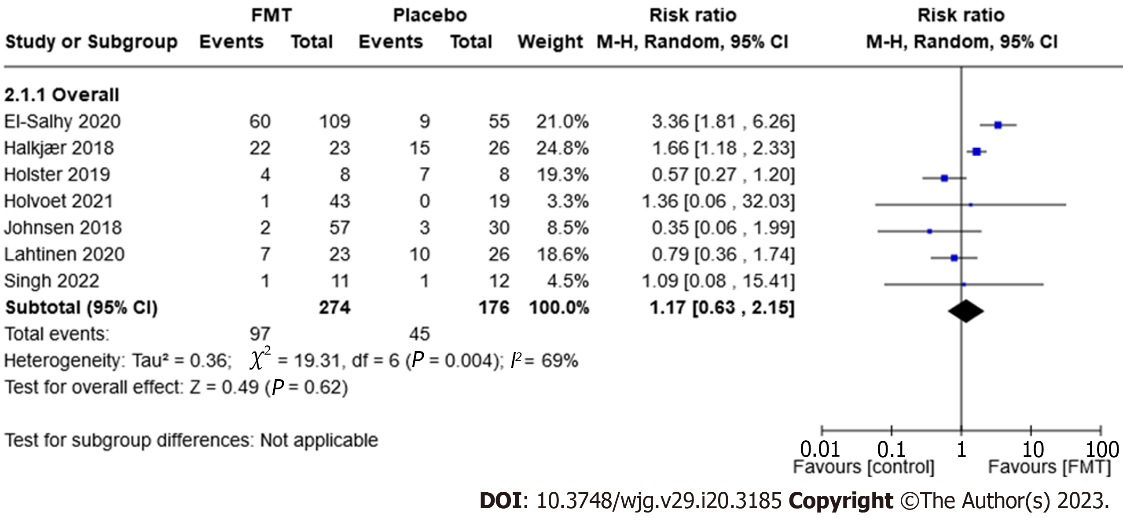 FMT Placebo Risk ratio Risk ratio
Study or Subgroup Events Total Events Total Weight M-H, Random, 95% CI M-H, Random, 95% CI
2.1.1 Overall
El-Salhy 2020 60 109 9 55 21.0% 3.36 [1.81 , 6.26]
Halkjær 2018 22 23 15 26 24.8% 1.66 [1.18 , 2.33]
Holster 2019 4 8 7 8 19.3% 0.57 [0.27 , 1.20]
Holvoet 2021 1 43 0 19 3.3% 1.36 [0.06 , 32.03]
Johnsen 2018 2 57 3 30 8.5% 0.35 [0.06 , 1.99]
Lahtinen 2020 7 23 10 26 18.6% 0.79 [0.36 , 1.74]
Singh 2022 1 11 1 12 4.5% 1.09 [0.08 , 15.41]
Subtotal (95% CI) 274 176 100.0% 1.17 [0.63 , 2.15]
Total events: 97 45
Heterogeneity: Tau² = 0.36; χ² = 19.31, df = 6 (P = 0.004); I² = 69%
Test for overall effect: Z = 0.49 (P = 0.62)
Test for subgroup differences: Not applicable
0.01 0.1 1 10 100
Favours [control] Favours [FMT]
DOI: 10.3748/wjg.v29.i20.3185 Copyright ©The Author(s) 2023.